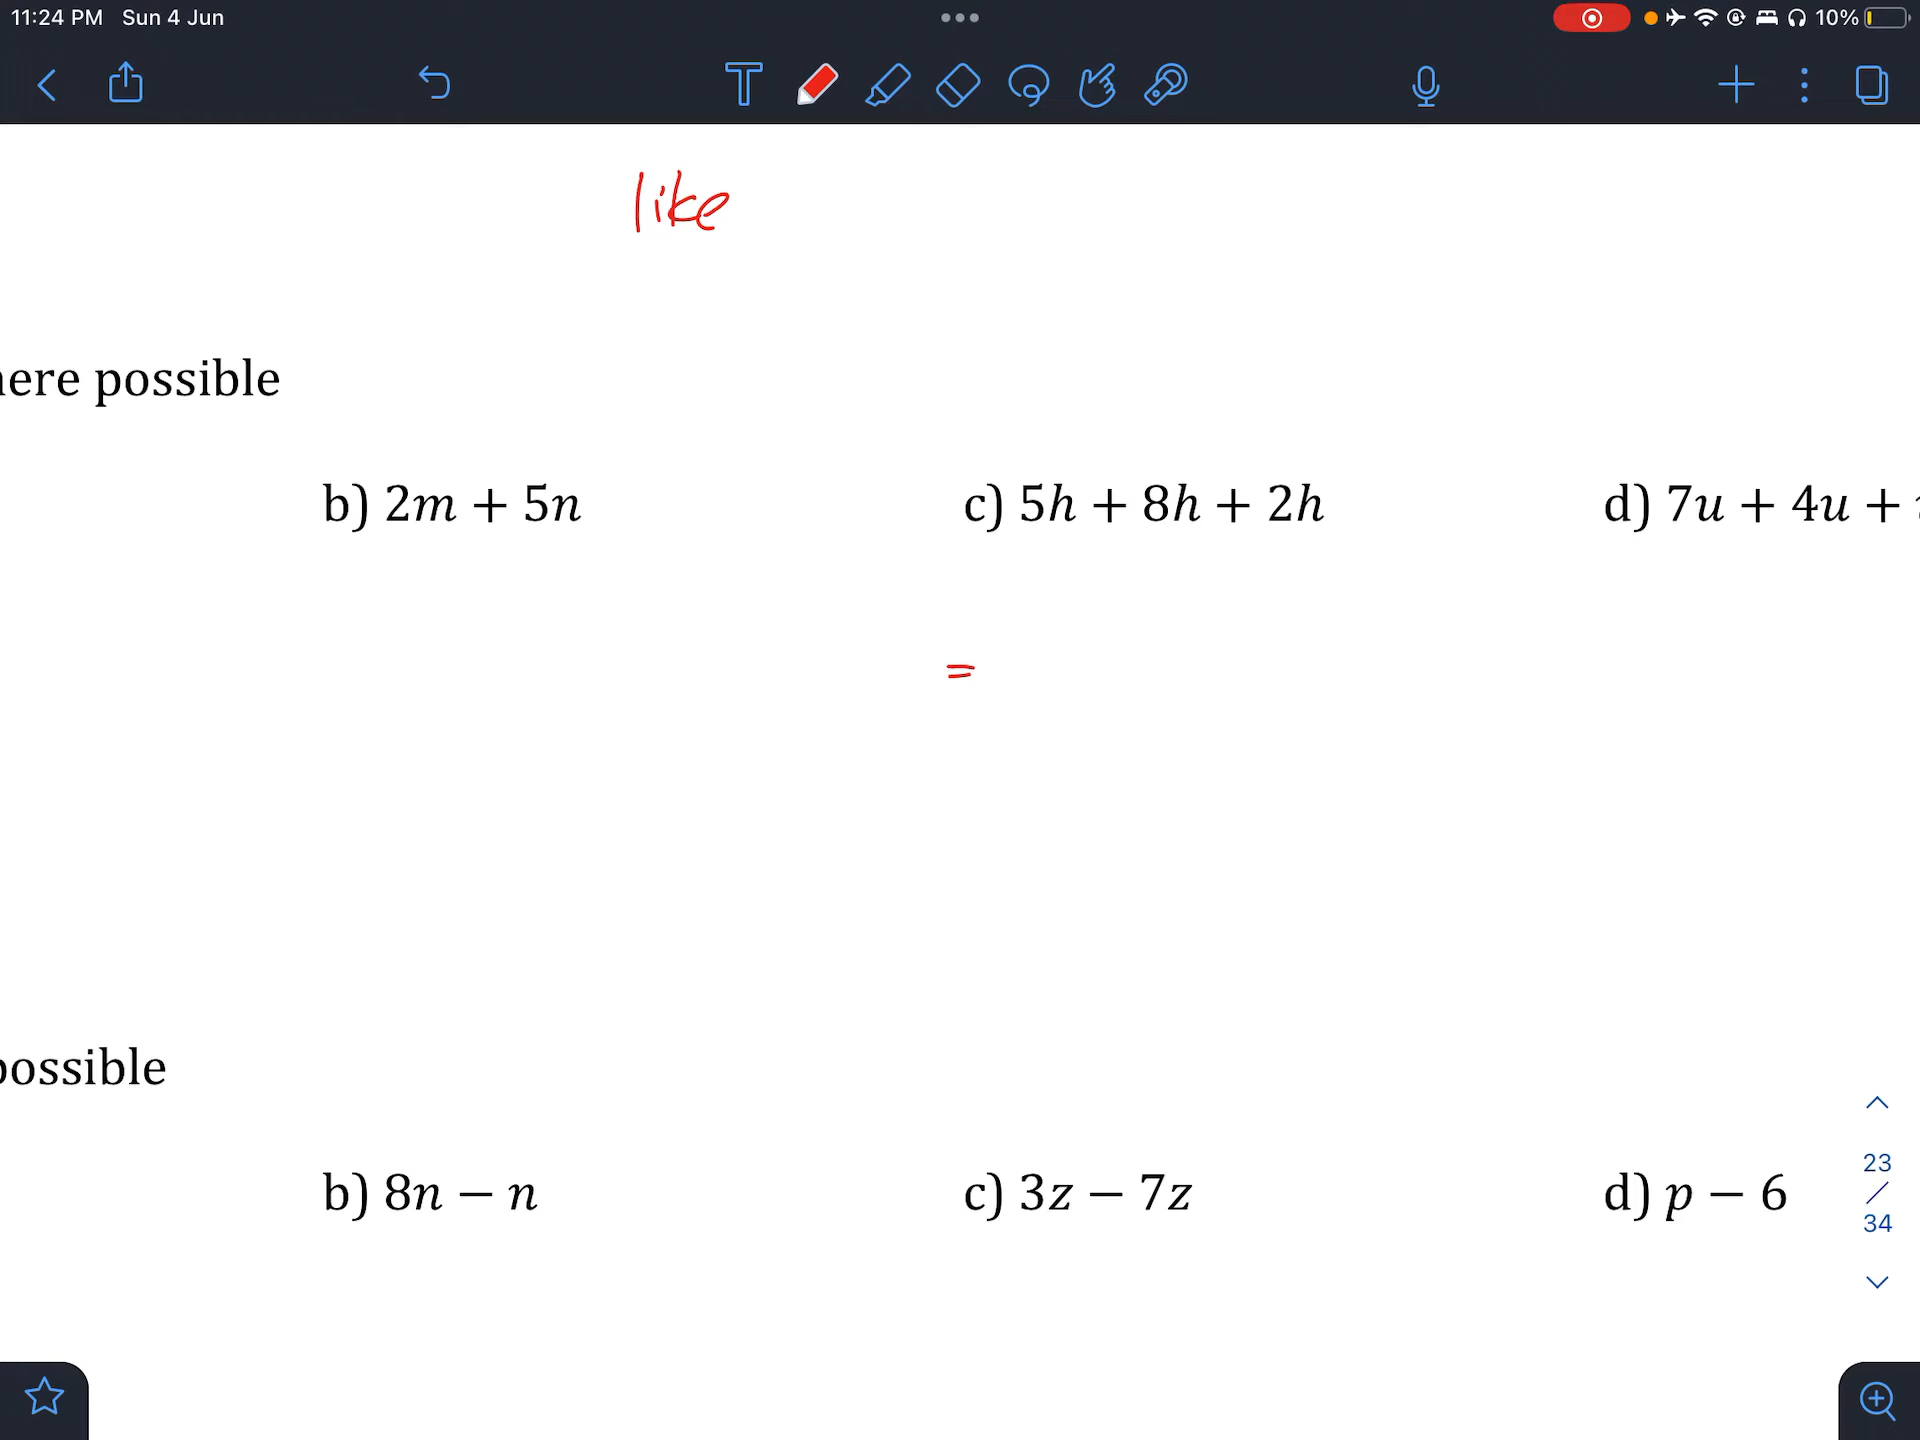 11:24 PM Sun 4 Jun 10%
T
like
ere possible
b) 2m + 5n c) 5h + 8h + 2h d) 7u + 4u +
=
possible
b) 8n − n c) 3z − 7z d) p − 6
23
/
34